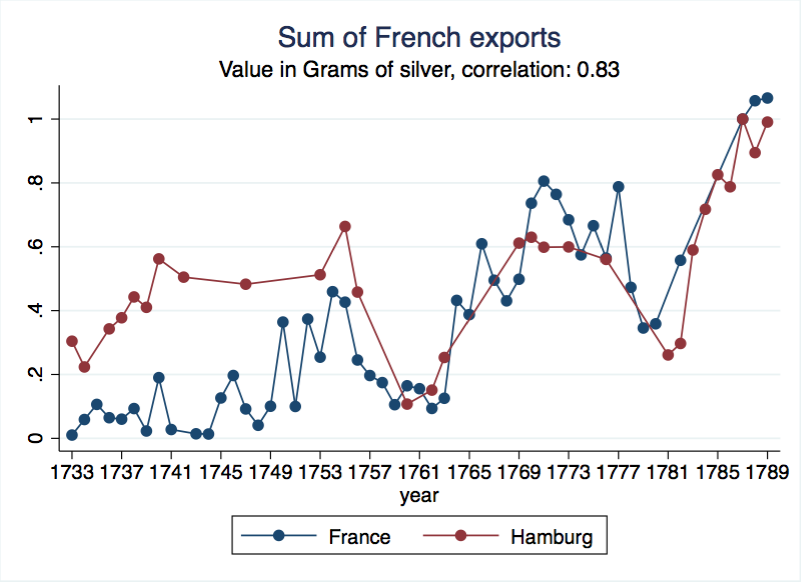 Sum of French exports
Value in Grams of silver, correlation: 0.83
1
.8
.6
.4
.2
0
1733 1737 1741 1745 1749 1753 1757 1761 1765 1769 1773 1777 1781 1785 1789
year
France Hamburg